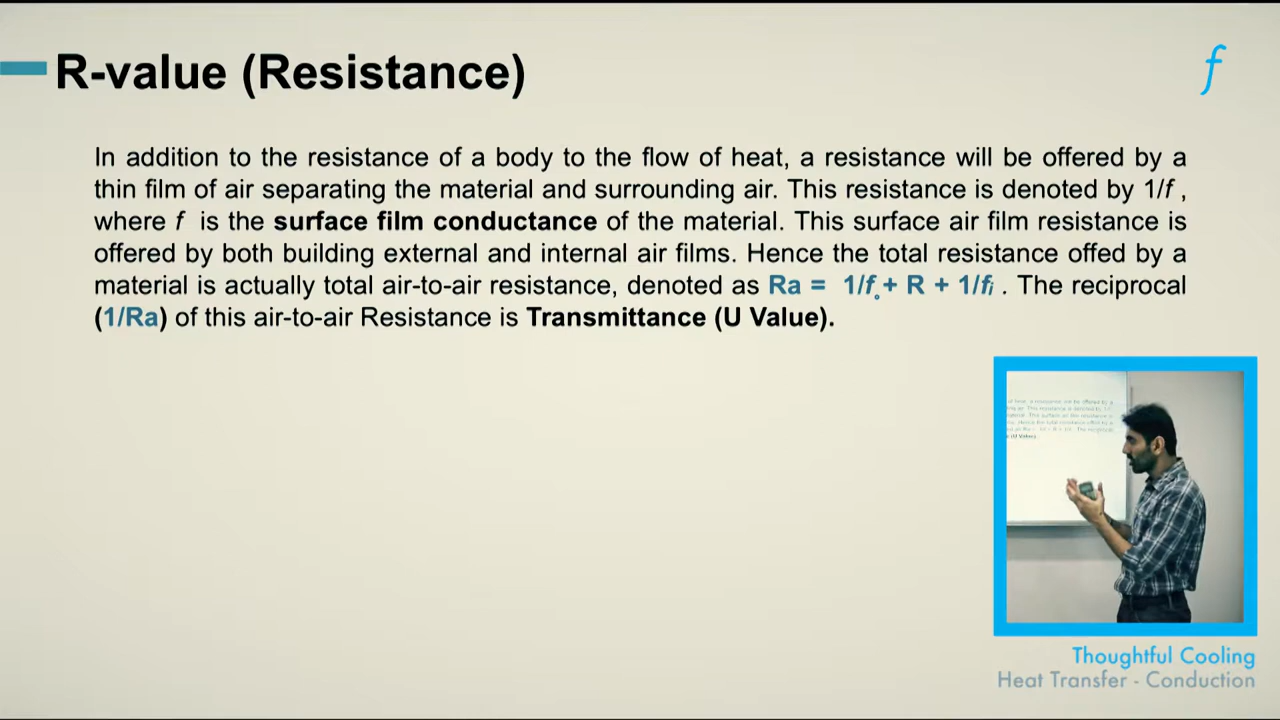 R-value (Resistance)
f
In addition to the resistance of a body to the flow of heat, a resistance will be offered by a
thin film of air separating the material and surrounding air. This resistance is denoted by 1/f ,
where f is the surface film conductance of the material. This surface air film resistance is
offered by both building external and internal air films. Hence the total resistance offed by a
material is actually total air-to-air resistance, denoted as Ra = 1/fₒ + R + 1/fᵢ . The reciprocal
(1/Ra) of this air-to-air Resistance is Transmittance (U Value).
Thoughtful Cooling
Heat Transfer - Conduction